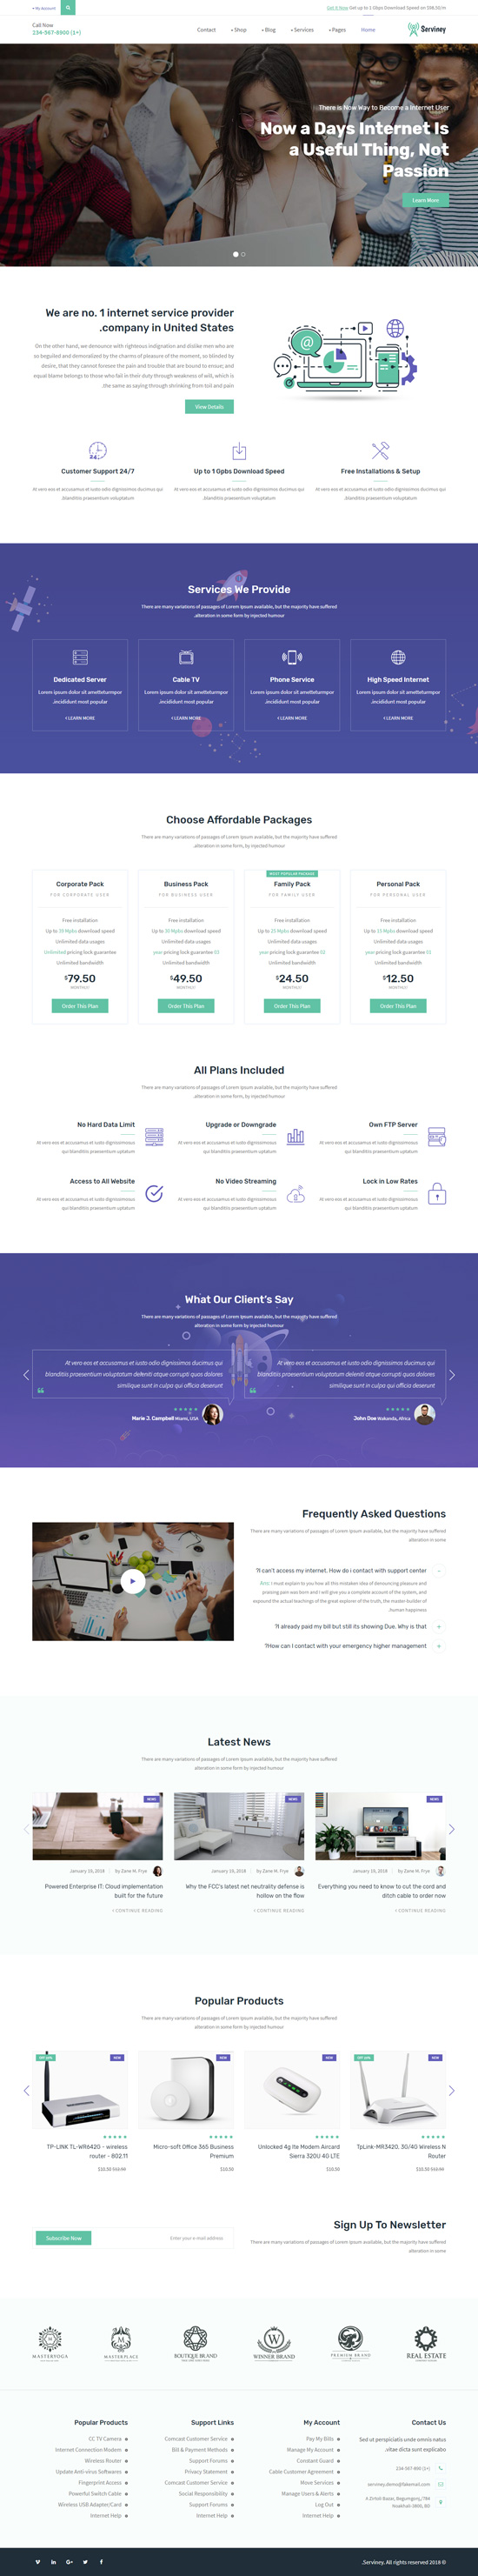 My Account
Get It Now Get up to 1 Gbps Download Speed on $98.50/m
Call Now
234-567-8900 (1+)
Contact
Shop
Blog
Services
Pages
Home
Serviney
There is Now Way to Become a Internet User
Now a Days Internet Is
a Useful Thing, Not
Passion
Learn More
We are no. 1 internet service provider
.company in United States
On the other hand, we denounce with righteous indignation and dislike men who are
so beguiled and demoralized by the charms of pleasure of the moment, so blinded by
desire, that they cannot foresee the pain and trouble that are bound to ensue; and
equal blame belongs to those who fail in their duty through weakness of will, which is
.the same as saying through shrinking from toil and pain
View Details
Customer Support 24/7
At vero eos et accusamus et iusto odio dignissimos ducimus qui
.blanditiis praesentium voluptatum
Up to 1 Gpbs Download Speed
At vero eos et accusamus et iusto odio dignissimos ducimus qui
.blanditiis praesentium voluptatum
Free Installations & Setup
At vero eos et accusamus et iusto odio dignissimos ducimus qui
.blanditiis praesentium voluptatum
Services We Provide
There are many variations of passages of Lorem Ipsum available, but the majority have suffered
.alteration in some form by injected humour
Dedicated Server
Lorem ipsum dolor sit ametleturmpor
.incididunt most popular
LEARN MORE
Cable TV
Lorem ipsum dolor sit ametleturmpor
.incididunt most popular
LEARN MORE
Phone Service
Lorem ipsum dolor sit ametleturmpor
.incididunt most popular
LEARN MORE
High Speed Internet
Lorem ipsum dolor sit ametleturmpor
.incididunt most popular
LEARN MORE
Choose Affordable Packages
There are many variations of passages of Lorem Ipsum available, but the majority have suffered
.alteration in some form, by injected humour
Corporate Pack
FOR CORPORATE USER
Free installation
Up to 39 Mpbs download speed
Unlimited data usages
Unlimited pricing lock guarantee
Unlimited bandwidth
$79.50
MONTHLY
Order This Plan
Business Pack
FOR BUSINESS USER
Free installation
Up to 30 Mpbs download speed
Unlimited data usages
year pricing lock guarantee 03
Unlimited bandwidth
$49.50
MONTHLY
Order This Plan
MOST POPULAR PACKAGE
Family Pack
FOR FAMILY USER
Free installation
Up to 25 Mpbs download speed
Unlimited data usages
year pricing lock guarantee 02
Unlimited bandwidth
$24.50
MONTHLY
Order This Plan
Personal Pack
FOR PERSONAL USER
Free installation
Up to 15 Mpbs download speed
Unlimited data usages
year pricing lock guarantee 01
Unlimited bandwidth
$12.50
MONTHLY
Order This Plan
All Plans Included
There are many variations of passages of Lorem Ipsum available, but the majority have suffered
.alteration in some form, by injected humour
No Hard Data Limit
At vero eos et accusamus et iusto dignissimosus
qui blanditiis praesentium uptatum
Upgrade or Downgrade
At vero eos et accusamus et iusto dignissimosus
qui blanditiis praesentium uptatum
Own FTP Server
At vero eos et accusamus et iusto dignissimosus
qui blanditiis praesentium uptatum
Access to All Website
At vero eos et accusamus et iusto dignissimosus
qui blanditiis praesentium uptatum
No Video Streaming
At vero eos et accusamus et iusto dignissimosus
qui blanditiis praesentium uptatum
Lock in Low Rates
At vero eos et accusamus et iusto dignissimosus
qui blanditiis praesentium uptatum
What Our Client's Say
There are many variations of passages of Lorem Ipsum available, but the majority have suffered
alteration in some form by injected humour
At vero eos et accusamus et iusto odio dignissimos ducimus qui
blanditiis praesentium voluptatum deleniti atque corrupti quos dolores
similique sunt in culpa qui officia deserunt
Marie J. Campbell Miami, USA
At vero eos et accusamus et iusto odio dignissimos ducimus qui
blanditiis praesentium voluptatum deleniti atque corrupti quos dolores
similique sunt in culpa qui officia deserunt
John Doe Wakanda, Africa
Frequently Asked Questions
There are many variations of passages of Lorem Ipsum available, but the majority have suffered
alteration in some
?I can't access my internet. How do i contact with support center
Ans: I must explain to you how all this mistaken idea of denouncing pleasure and
praising pain was born and I will give you a complete account of the system, and
expound the actual teachings of the great explorer of the truth, the master-builder of
.human happiness
?I already paid my bill but still its showing Due. Why is that
?How can I contact with your emergency higher management
Latest News
There are many variations of passages of Lorem Ipsum available, but the majority have suffered
alteration in some form by injected humour
NEWS
January 15, 2018 | by Zane M. Frye
Powered Enterprise IT: Cloud implementation
built for the future
CONTINUE READING
NEWS
January 15, 2018 | by Zane M. Frye
Why the FCC's latest net neutrality defense is
hollow on the flow
CONTINUE READING
NEWS
January 15, 2018 | by Zane M. Frye
Everything you need to know to cut the cord and
ditch cable to order now
CONTINUE READING
Popular Products
There are many variations of passages of Lorem Ipsum available, but the majority have suffered
alteration in some form by injected humour
NEW
TP-LINK TL-WR642G - wireless
router - 802.11
$10.50
NEW
Micro-soft Office 365 Business
Premium
$10.50
NEW
Unlocked 4g lte Modem Aircard
Sierra 320U 4G LTE
$10.50
NEW
TpLink-MR3420, 3G/4G Wireless N
Router
$10.50
Subscribe Now
Enter your e-mail address
Sign Up To Newsletter
There are many variations of passages of Lorem Ipsum available, but the majority have suffered
alteration in some
MASTERYOGA
MASTERPLACE
BOUTIQUE BRAND
WINNER BRAND
PREMIUM BRAND
REAL ESTATE
Popular Products
CC TV Camera
Internet Connection Modem
Wireless Router
Update Anti-virus Softwares
Fingerprint Access
Powerful Switch Cable
Wireless USB Adapter/Card
Internet Help
Support Links
Comcast Customer Service
Bill & Payment Methods
Support Forums
Privacy Statement
Comcast Customer Service
Social Responsibility
Support Forums
Internet Help
My Account
Pay My Bills
Manage My Account
Constant Guard
Cable Customer Agreement
Move Services
Manage Users & Alerts
Log Out
Internet Help
Contact Us
Sed ut perspiciatis unde omnis natus
.vitae dicta sunt explicabo
234-567-890 (1+)
serviney.demo@fakemail.com
Noakhali-3806, BD
.Serviney. All rights reserved 2018 ©